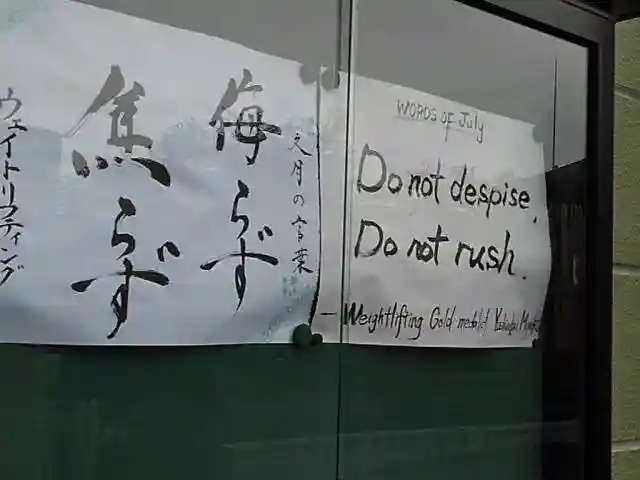 文月の言葉
侮らず
焦らず
ウェイトリフティング
WORDS OF July
Do not despise.
Do not rush.
– Weightlifting Gold medalist